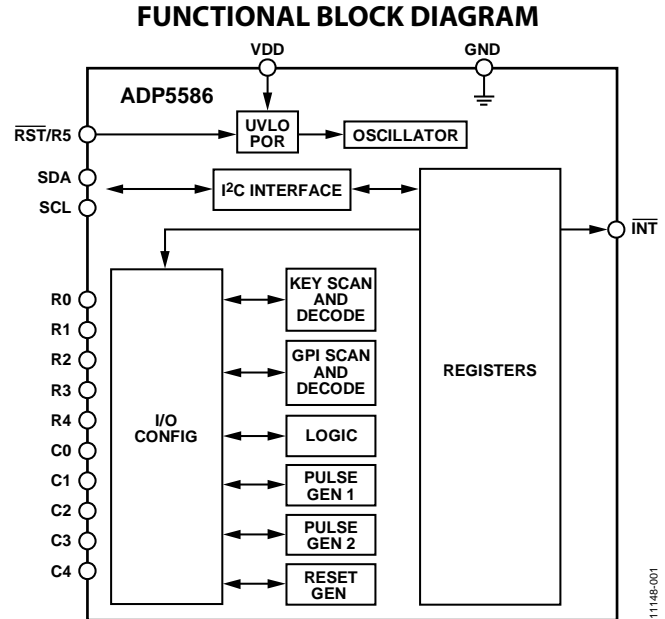 FUNCTIONAL BLOCK DIAGRAM
VDD
GND
ADP5586
RST/R5
UVLO
POR
OSCILLATOR
SDA
SCL
I2C INTERFACE
INT
R0
R1
R2
R3
R4
C0
C1
C2
C3
C4
I/O
CONFIG
KEY SCAN
AND
DECODE
GPI SCAN
AND
DECODE
LOGIC
PULSE
GEN 1
PULSE
GEN 2
RESET
GEN
REGISTERS
11148-001